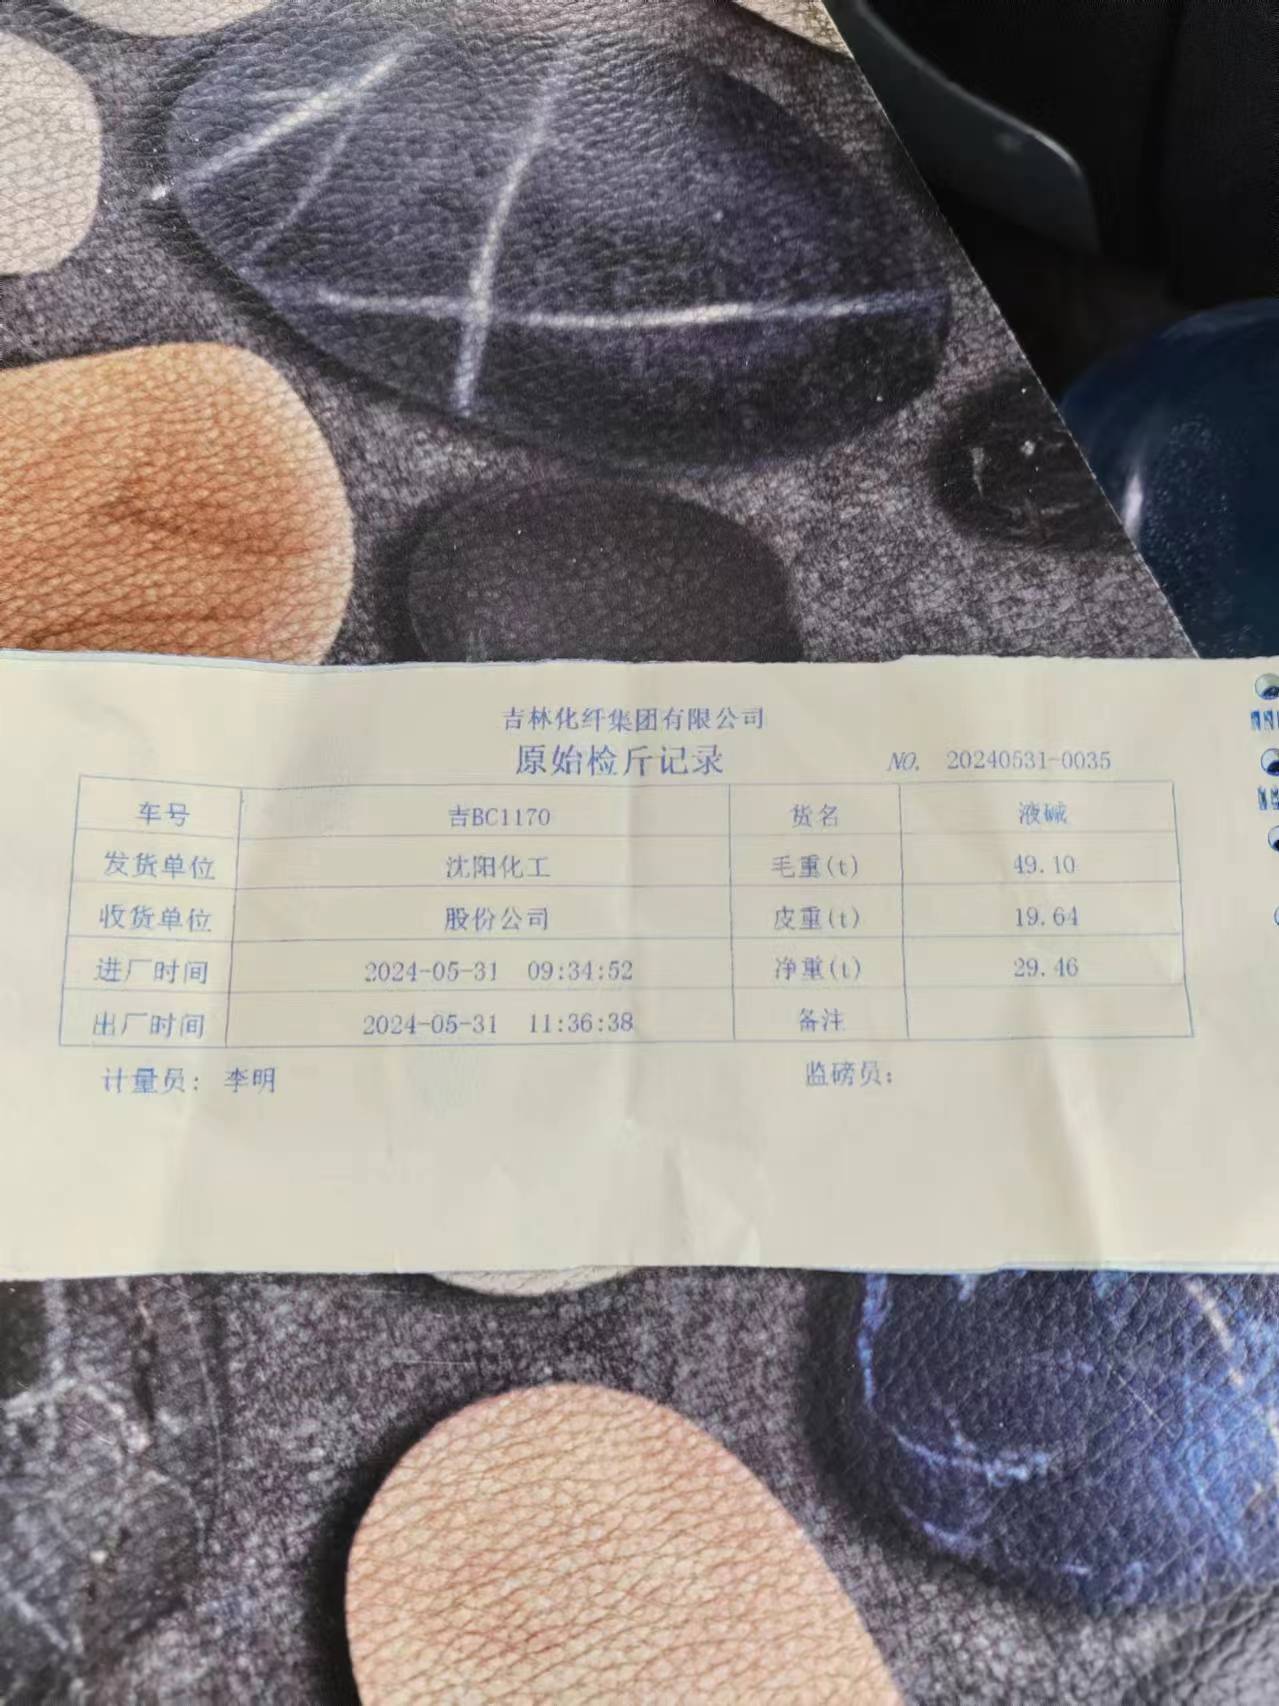 吉林化纤集团有限公司
原始检斤记录 NO. 20240531-0035
车号 吉BC1170 货名 液碱
发货单位 沈阳化工 毛重(t) 49.10
收货单位 股份公司 皮重(t) 19.64
进厂时间 2024-05-31 09:34:52 净重(t) 29.46
出厂时间 2024-05-31 11:36:38 备注
计量员: 李明 监磅员: